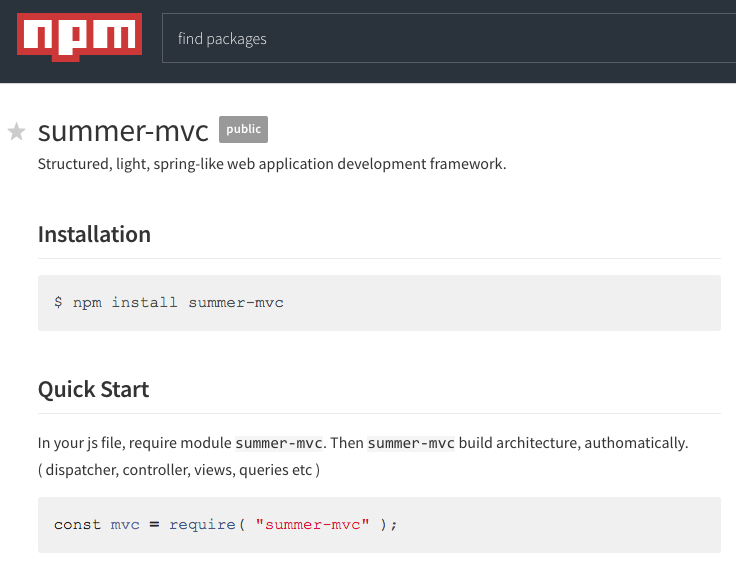 npm
find packages
summer-mvc public
Structured, light, spring-like web application development framework.
Installation
$ npm install summer-mvc
Quick Start
In your js file, require module summer-mvc. Then summer-mvc build architecture, authomatically.
( dispatcher, controller, views, queries etc )
const mvc = require( "summer-mvc" );